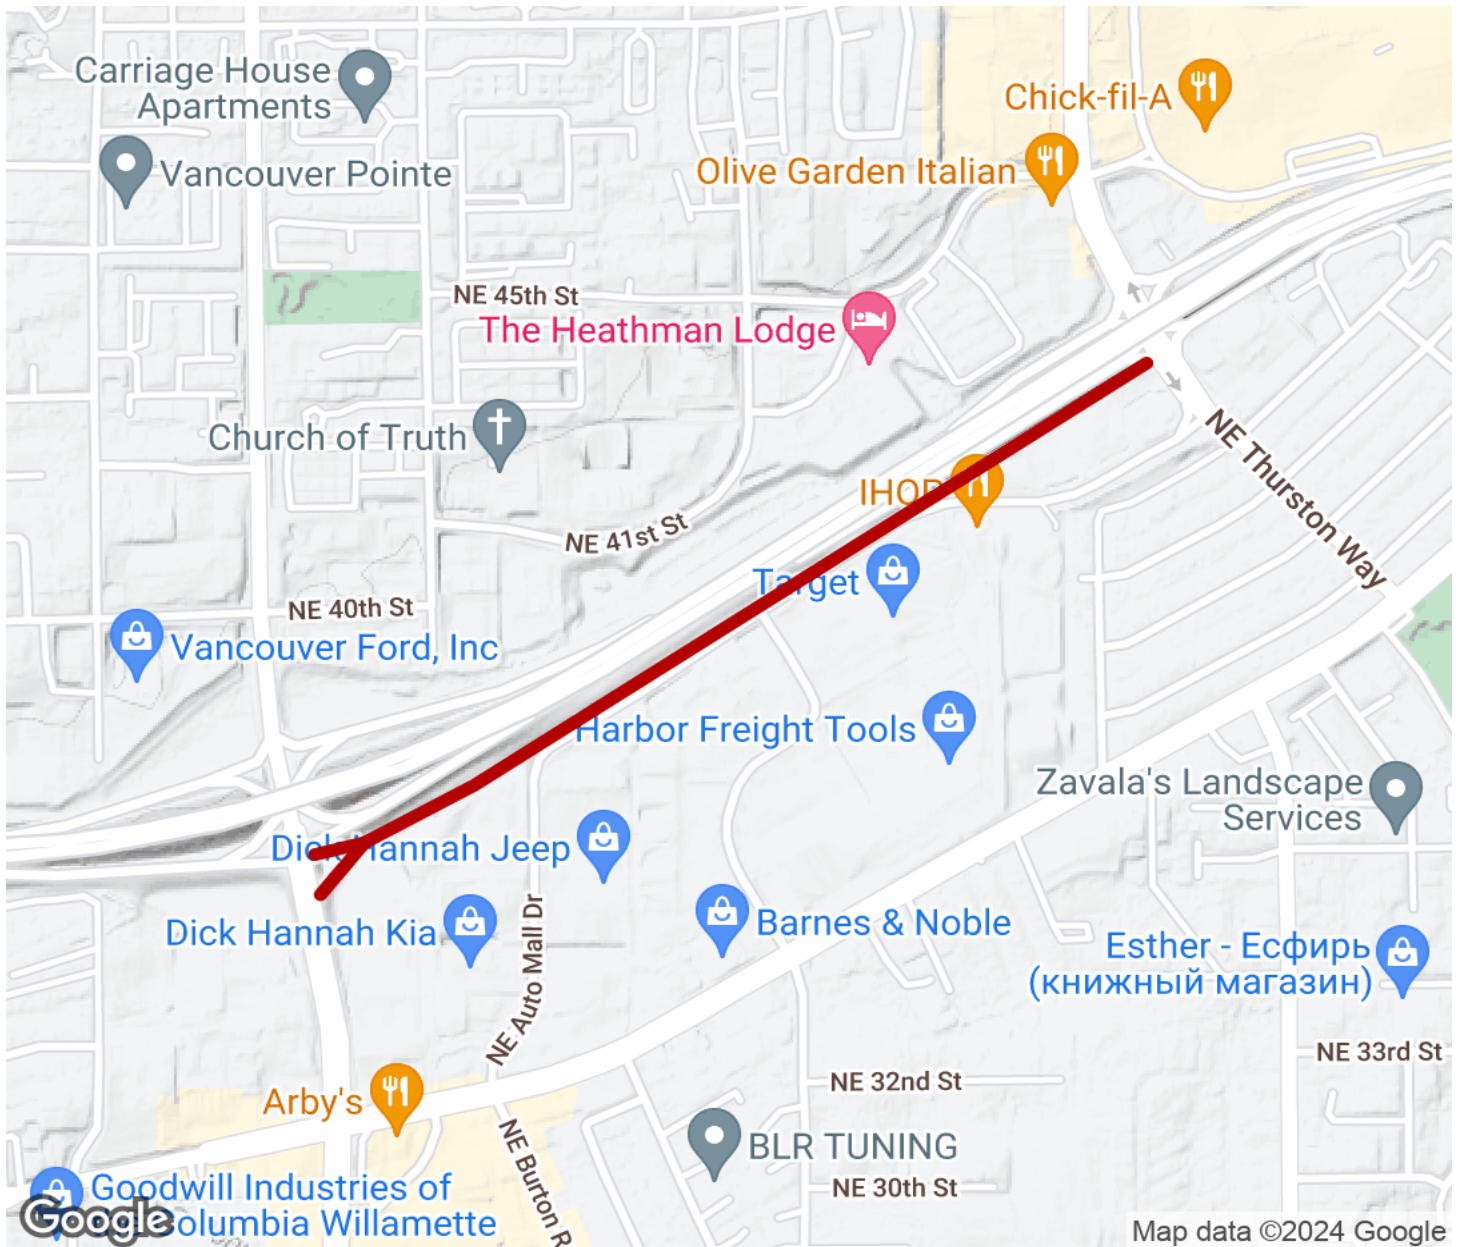 Carriage House
Apartments
Chick-fil-A
Vancouver Pointe
Olive Garden Italian
NE 45th St
The Heathman Lodge
Church of Truth
NE Thurston Way
IHOP
NE 41st St
Target
NE 40th St
Vancouver Ford, Inc
Harbor Freight Tools
Zavala's Landscape
Services
Dick Hannah Jeep
Dick Hannah Kia
NE Auto Mall Dr
Barnes & Noble
Esther - Есфирь
(книжный магазин)
NE 33rd St
NE 32nd St
Arby's
NE Burton R
BLR TUNING
NE 30th St
Goodwill Industries of
the Columbia Willamette
Google
Map data ©2024 Google